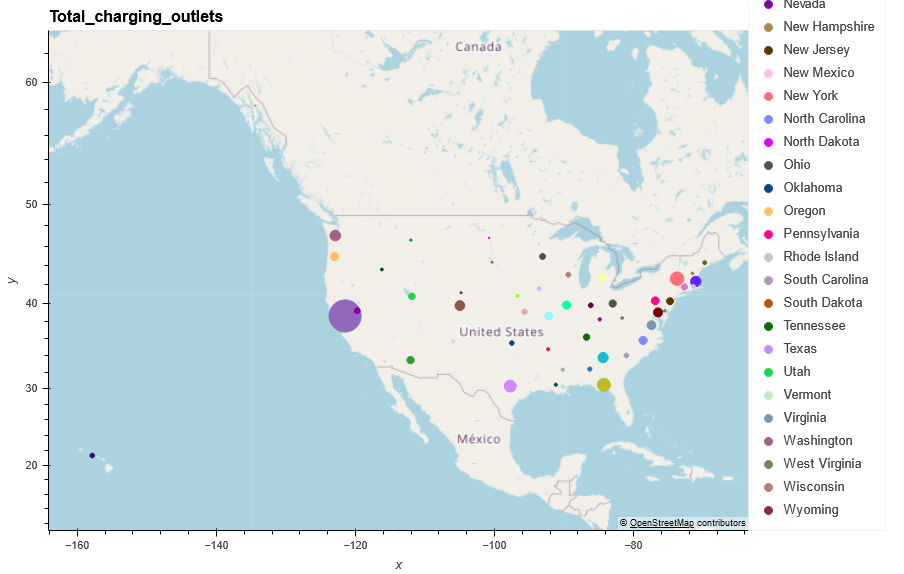 Total_charging_outlets
Canada
United States
México
60
50
40
30
20
y
−160
−140
−120
−100
−80
x
© OpenStreetMap contributors
Nevada
New Hampshire
New Jersey
New Mexico
New York
North Carolina
North Dakota
Ohio
Oklahoma
Oregon
Pennsylvania
Rhode Island
South Carolina
South Dakota
Tennessee
Texas
Utah
Vermont
Virginia
Washington
West Virginia
Wisconsin
Wyoming